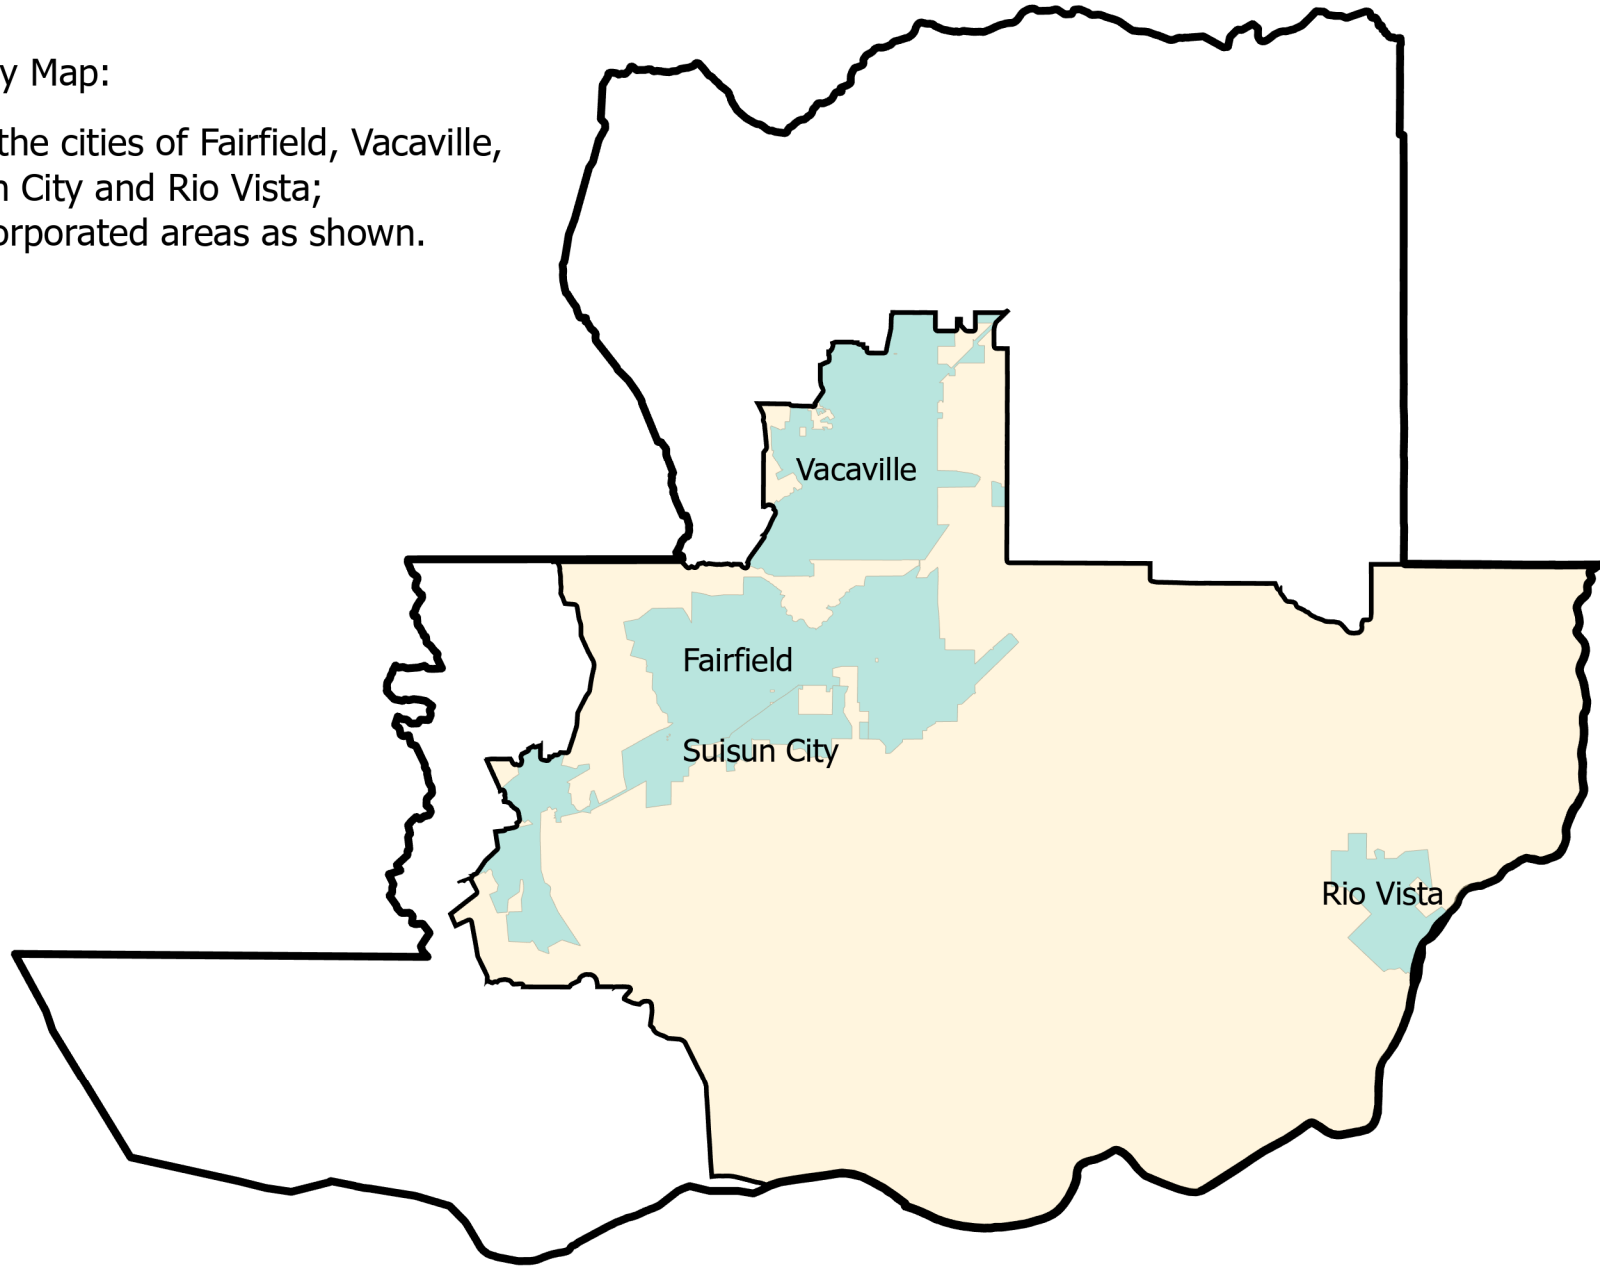 y Map:
the cities of Fairfield, Vacaville,
n City and Rio Vista;
orporated areas as shown.
Vacaville
Fairfield
Suisun City
Rio Vista